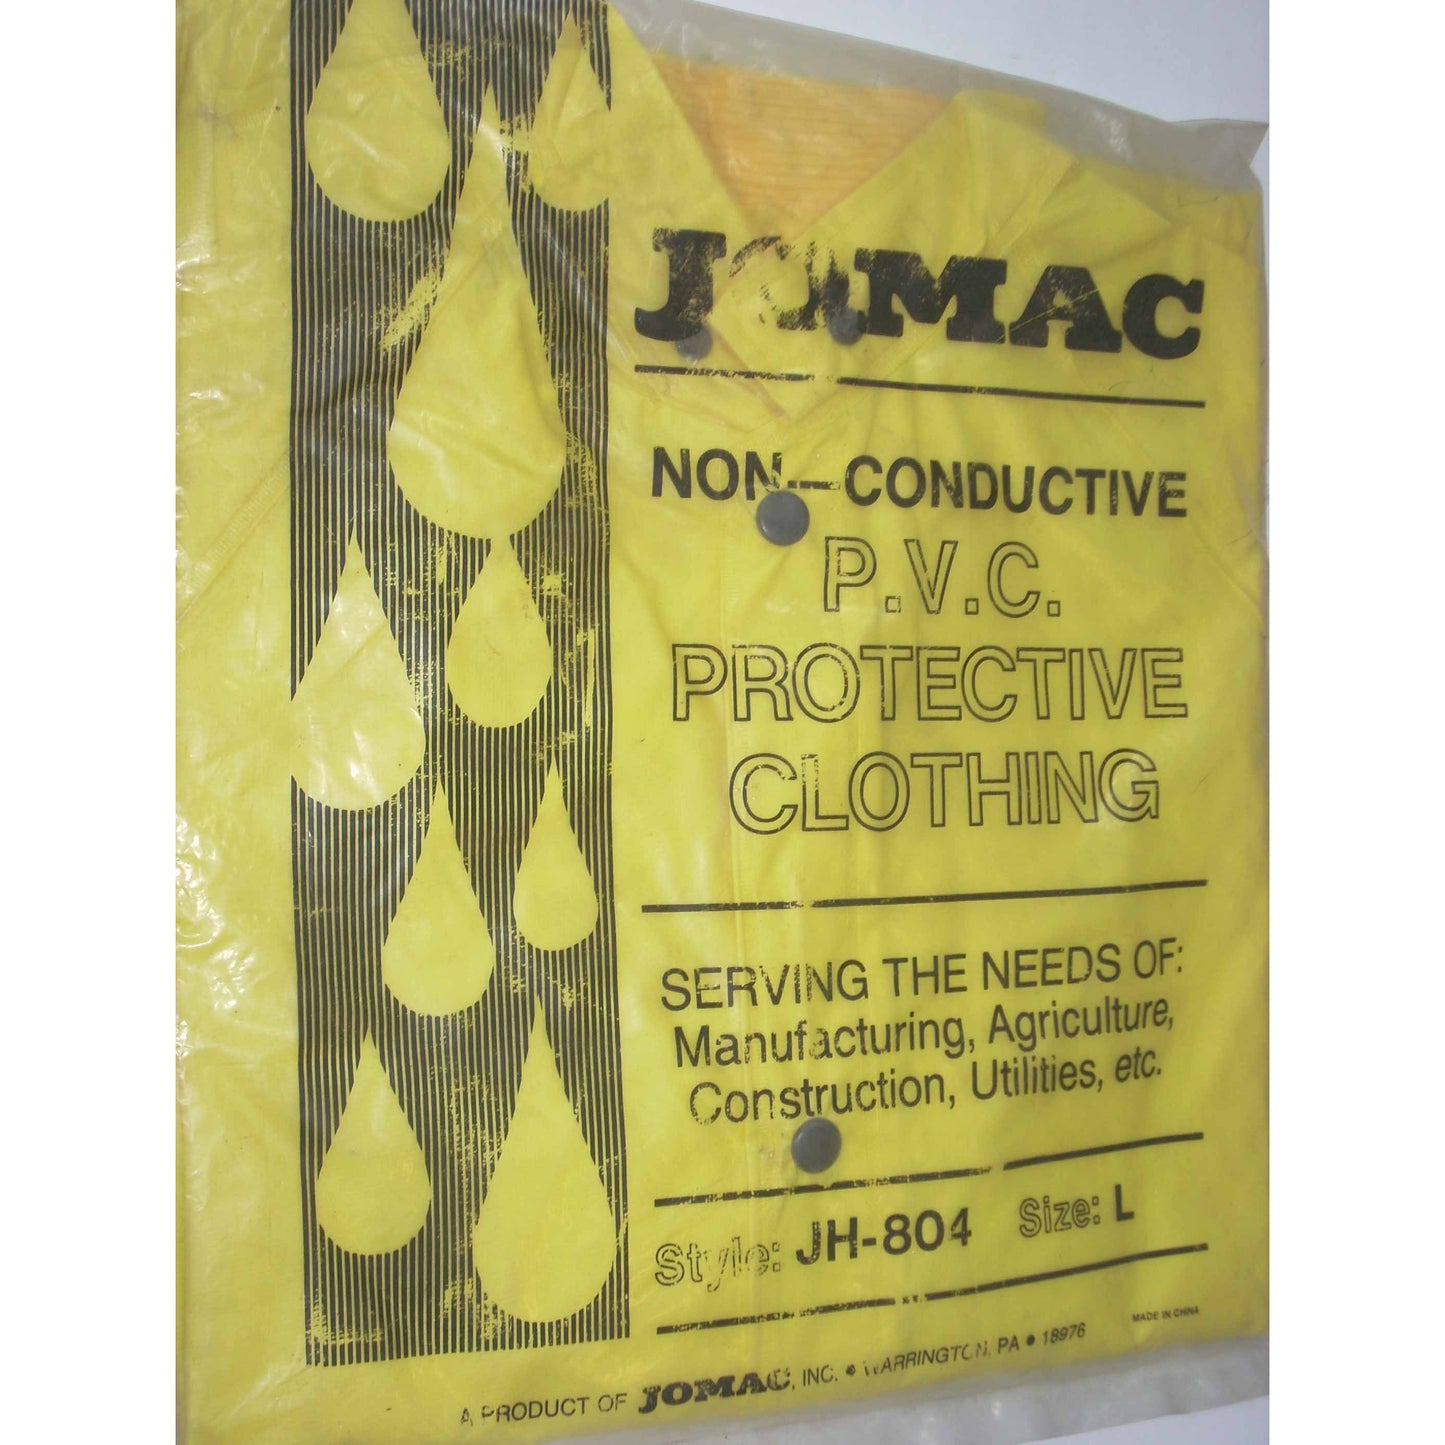 JOMAC
NON-CONDUCTIVE
P.V.C.
PROTECTIVE
CLOTHING
SERVING THE NEEDS OF:
Manufacturing, Agriculture,
Construction, Utilities, etc.
Style: JH-804 Size: L
MADE IN CHINA
A PRODUCT OF JOMAC, INC. • WARRINGTON, PA • 18976